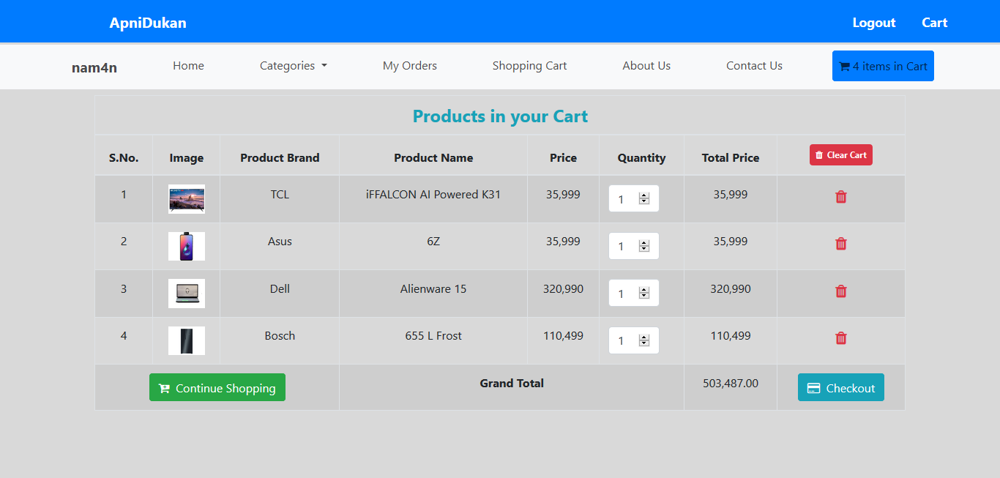 ApniDukan Logout Cart
nam4n Home Categories My Orders Shopping Cart About Us Contact Us 4 items in Cart
Products in your Cart
S.No. Image Product Brand Product Name Price Quantity Total Price Clear Cart
1 TCL iFFALCON AI Powered K31 35,999 1 35,999
2 Asus 6Z 35,999 1 35,999
3 Dell Alienware 15 320,990 1 320,990
4 Bosch 655 L Frost 110,499 1 110,499
Continue Shopping Grand Total 503,487.00 Checkout